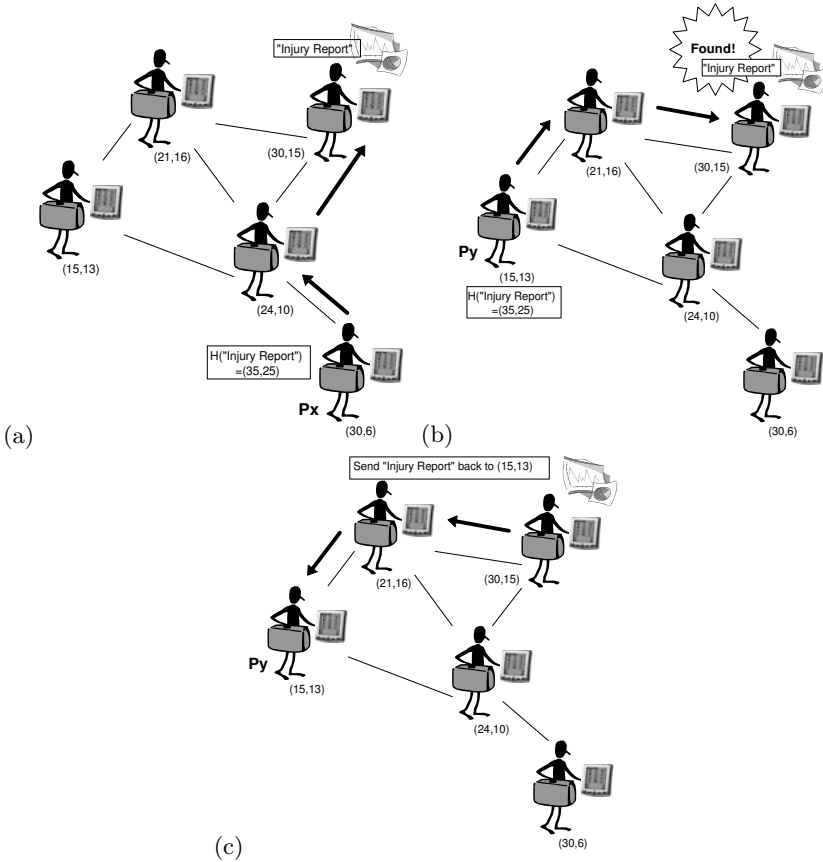 "Injury Report"
(21,16)
(30,15)
(15,13)
(24,10)
H("Injury Report")
=(35,25)
Px
(30,6)
(a)
Found!
"Injury Report"
(21,16)
(30,15)
Py
(15,13)
H("Injury Report")
=(35,25)
(24,10)
(30,6)
(b)
Send "Injury Report" back to (15,13)
(21,16)
(30,15)
Py
(15,13)
(24,10)
(30,6)
(c)